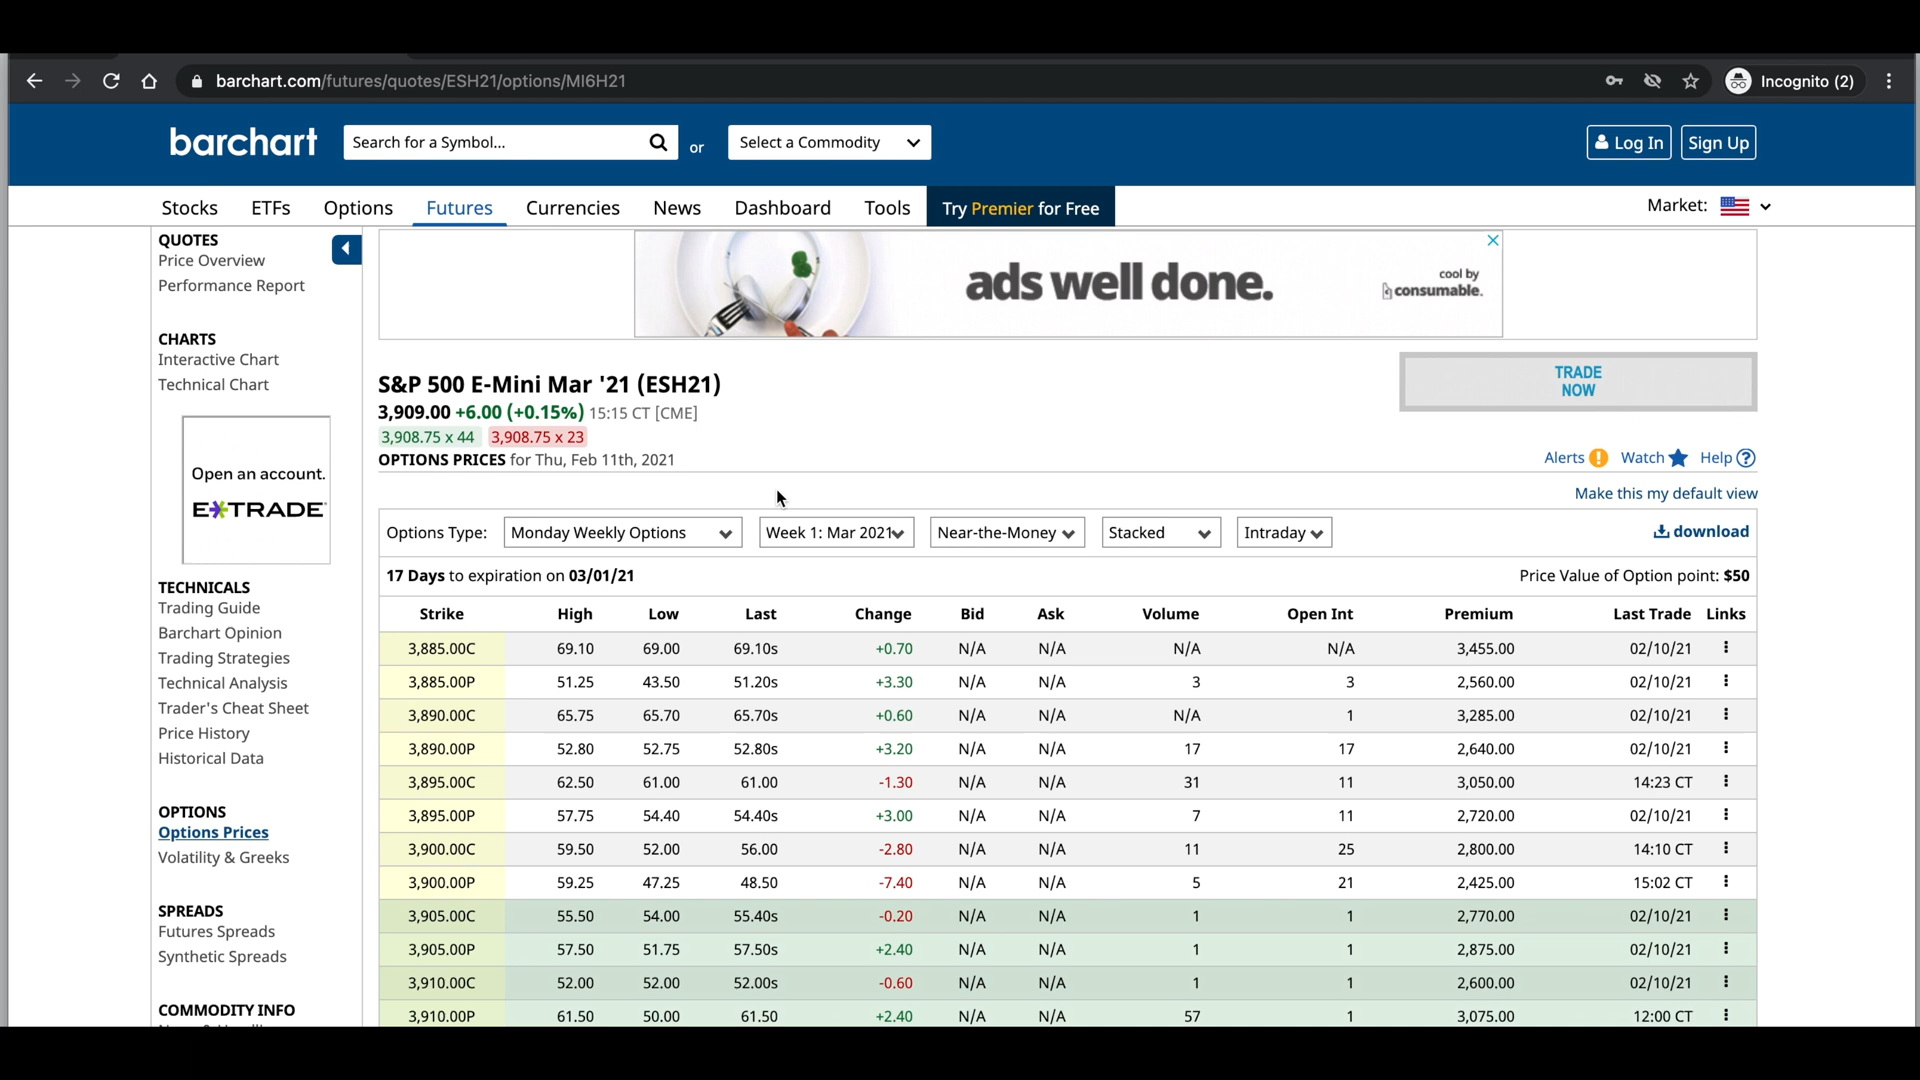 barchart.com/futures/quotes/ESH21/options/MI6H21
Incognito (2)
barchart
Search for a Symbol...
or
Select a Commodity
Log In
Sign Up
Stocks ETFs Options Futures Currencies News Dashboard Tools Try Premier for Free
Market:
QUOTES
Price Overview
Performance Report
CHARTS
Interactive Chart
Technical Chart
Open an account.
E*TRADE
TECHNICALS
Trading Guide
Barchart Opinion
Trading Strategies
Technical Analysis
Trader's Cheat Sheet
Price History
Historical Data
OPTIONS
Options Prices
Volatility & Greeks
SPREADS
Futures Spreads
Synthetic Spreads
COMMODITY INFO
ads well done.
cool by
consumable.
S&P 500 E-Mini Mar '21 (ESH21)
3,909.00 +6.00 (+0.15%) 15:15 CT [CME]
3,908.75 x 44 3,908.75 x 23
OPTIONS PRICES for Thu, Feb 11th, 2021
TRADE
NOW
Alerts ! Watch Help ?
Make this my default view
Options Type: Monday Weekly Options Week 1: Mar 2021 Near-the-Money Stacked Intraday download
17 Days to expiration on 03/01/21 Price Value of Option point: $50
Strike High Low Last Change Bid Ask Volume Open Int Premium Last Trade Links
3,885.00C 69.10 69.00 69.10s +0.70 N/A N/A N/A N/A 3,455.00 02/10/21
3,885.00P 51.25 43.50 51.20s +3.30 N/A N/A 3 3 2,560.00 02/10/21
3,890.00C 65.75 65.70 65.70s +0.60 N/A N/A N/A 1 3,285.00 02/10/21
3,890.00P 52.80 52.75 52.80s +3.20 N/A N/A 17 17 2,640.00 02/10/21
3,895.00C 62.50 61.00 61.00 -1.30 N/A N/A 31 11 3,050.00 14:23 CT
3,895.00P 57.75 54.40 54.40s +3.00 N/A N/A 7 11 2,720.00 02/10/21
3,900.00C 59.50 52.00 56.00 -2.80 N/A N/A 11 25 2,800.00 14:10 CT
3,900.00P 59.25 47.25 48.50 -7.40 N/A N/A 5 21 2,425.00 15:02 CT
3,905.00C 55.50 54.00 55.40s -0.20 N/A N/A 1 1 2,770.00 02/10/21
3,905.00P 57.50 51.75 57.50s +2.40 N/A N/A 1 1 2,875.00 02/10/21
3,910.00C 52.00 52.00 52.00s -0.60 N/A N/A 1 1 2,600.00 02/10/21
3,910.00P 61.50 50.00 61.50 +2.40 N/A N/A 57 1 3,075.00 12:00 CT